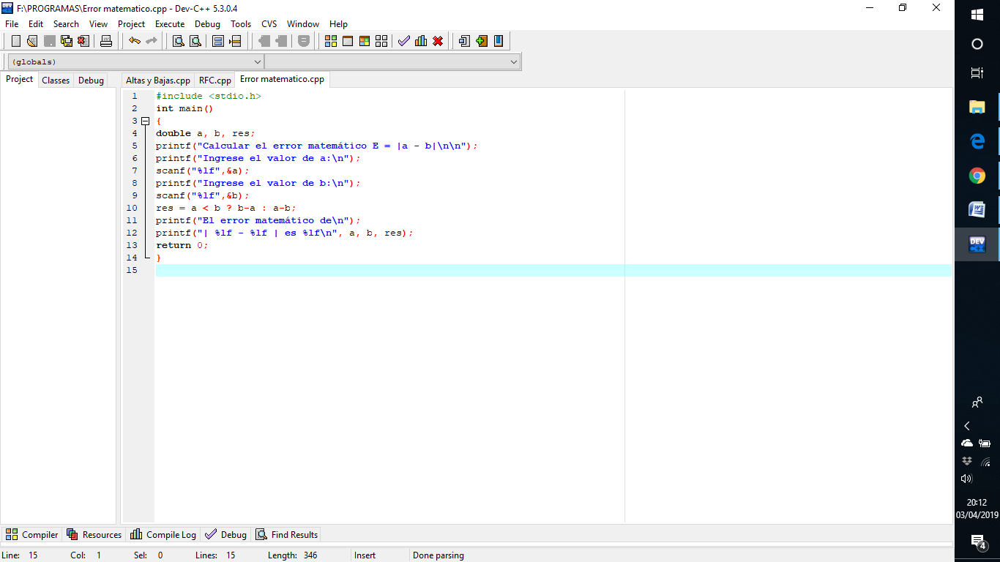 F:\PROGRAMAS\Error matematico.cpp - Dev-C++ 5.3.0.4
File Edit Search View Project Execute Debug Tools CVS Window Help
(globals)
Project Classes Debug
Altas y Bajas.cpp RFC.cpp Error matematico.cpp
1 #include <stdio.h>
2 int main()
3 {
4 double a, b, res;
5 printf("Calcular el error matemático E = |a - b|\n\n");
6 printf("Ingrese el valor de a:\n");
7 scanf("%lf",&a);
8 printf("Ingrese el valor de b:\n");
9 scanf("%lf",&b);
10 res = a < b ? b-a : a-b;
11 printf("El error matemático de\n");
12 printf("| %lf - %lf | es %lf\n", a, b, res);
13 return 0;
14 }
15
Compiler Resources Compile Log Debug Find Results
Line: 15 Col: 1 Sel: 0 Lines: 15 Length: 346 Insert Done parsing
DEV
20:12
03/04/2019
4